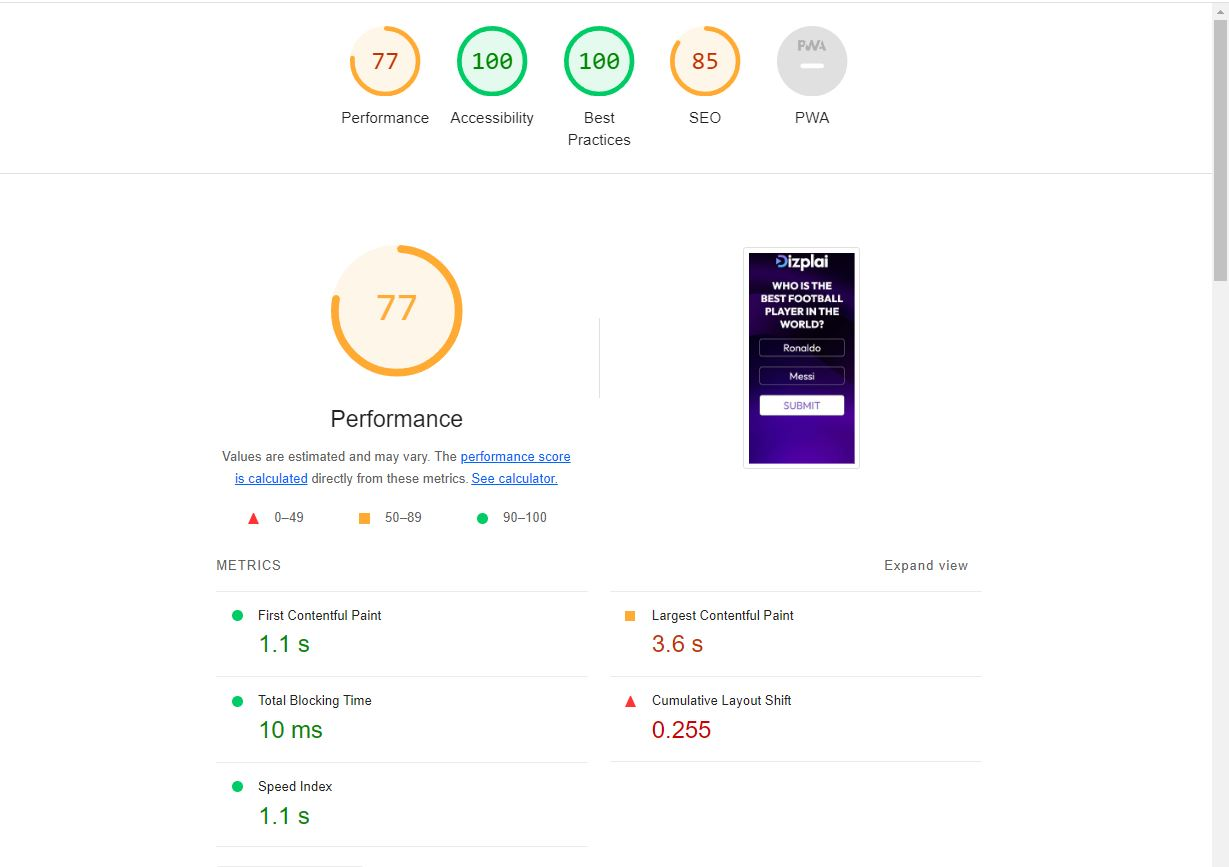 77
100
100
85
PWA
Performance
Accessibility
Best
Practices
SEO
PWA
77
Performance
Values are estimated and may vary. The performance score
is calculated directly from these metrics. See calculator.
0–49
50–89
90–100
Dizplai
WHO IS THE
BEST FOOTBALL
PLAYER IN THE
WORLD?
Ronaldo
Messi
SUBMIT
METRICS
Expand view
First Contentful Paint
1.1 s
Largest Contentful Paint
3.6 s
Total Blocking Time
10 ms
Cumulative Layout Shift
0.255
Speed Index
1.1 s